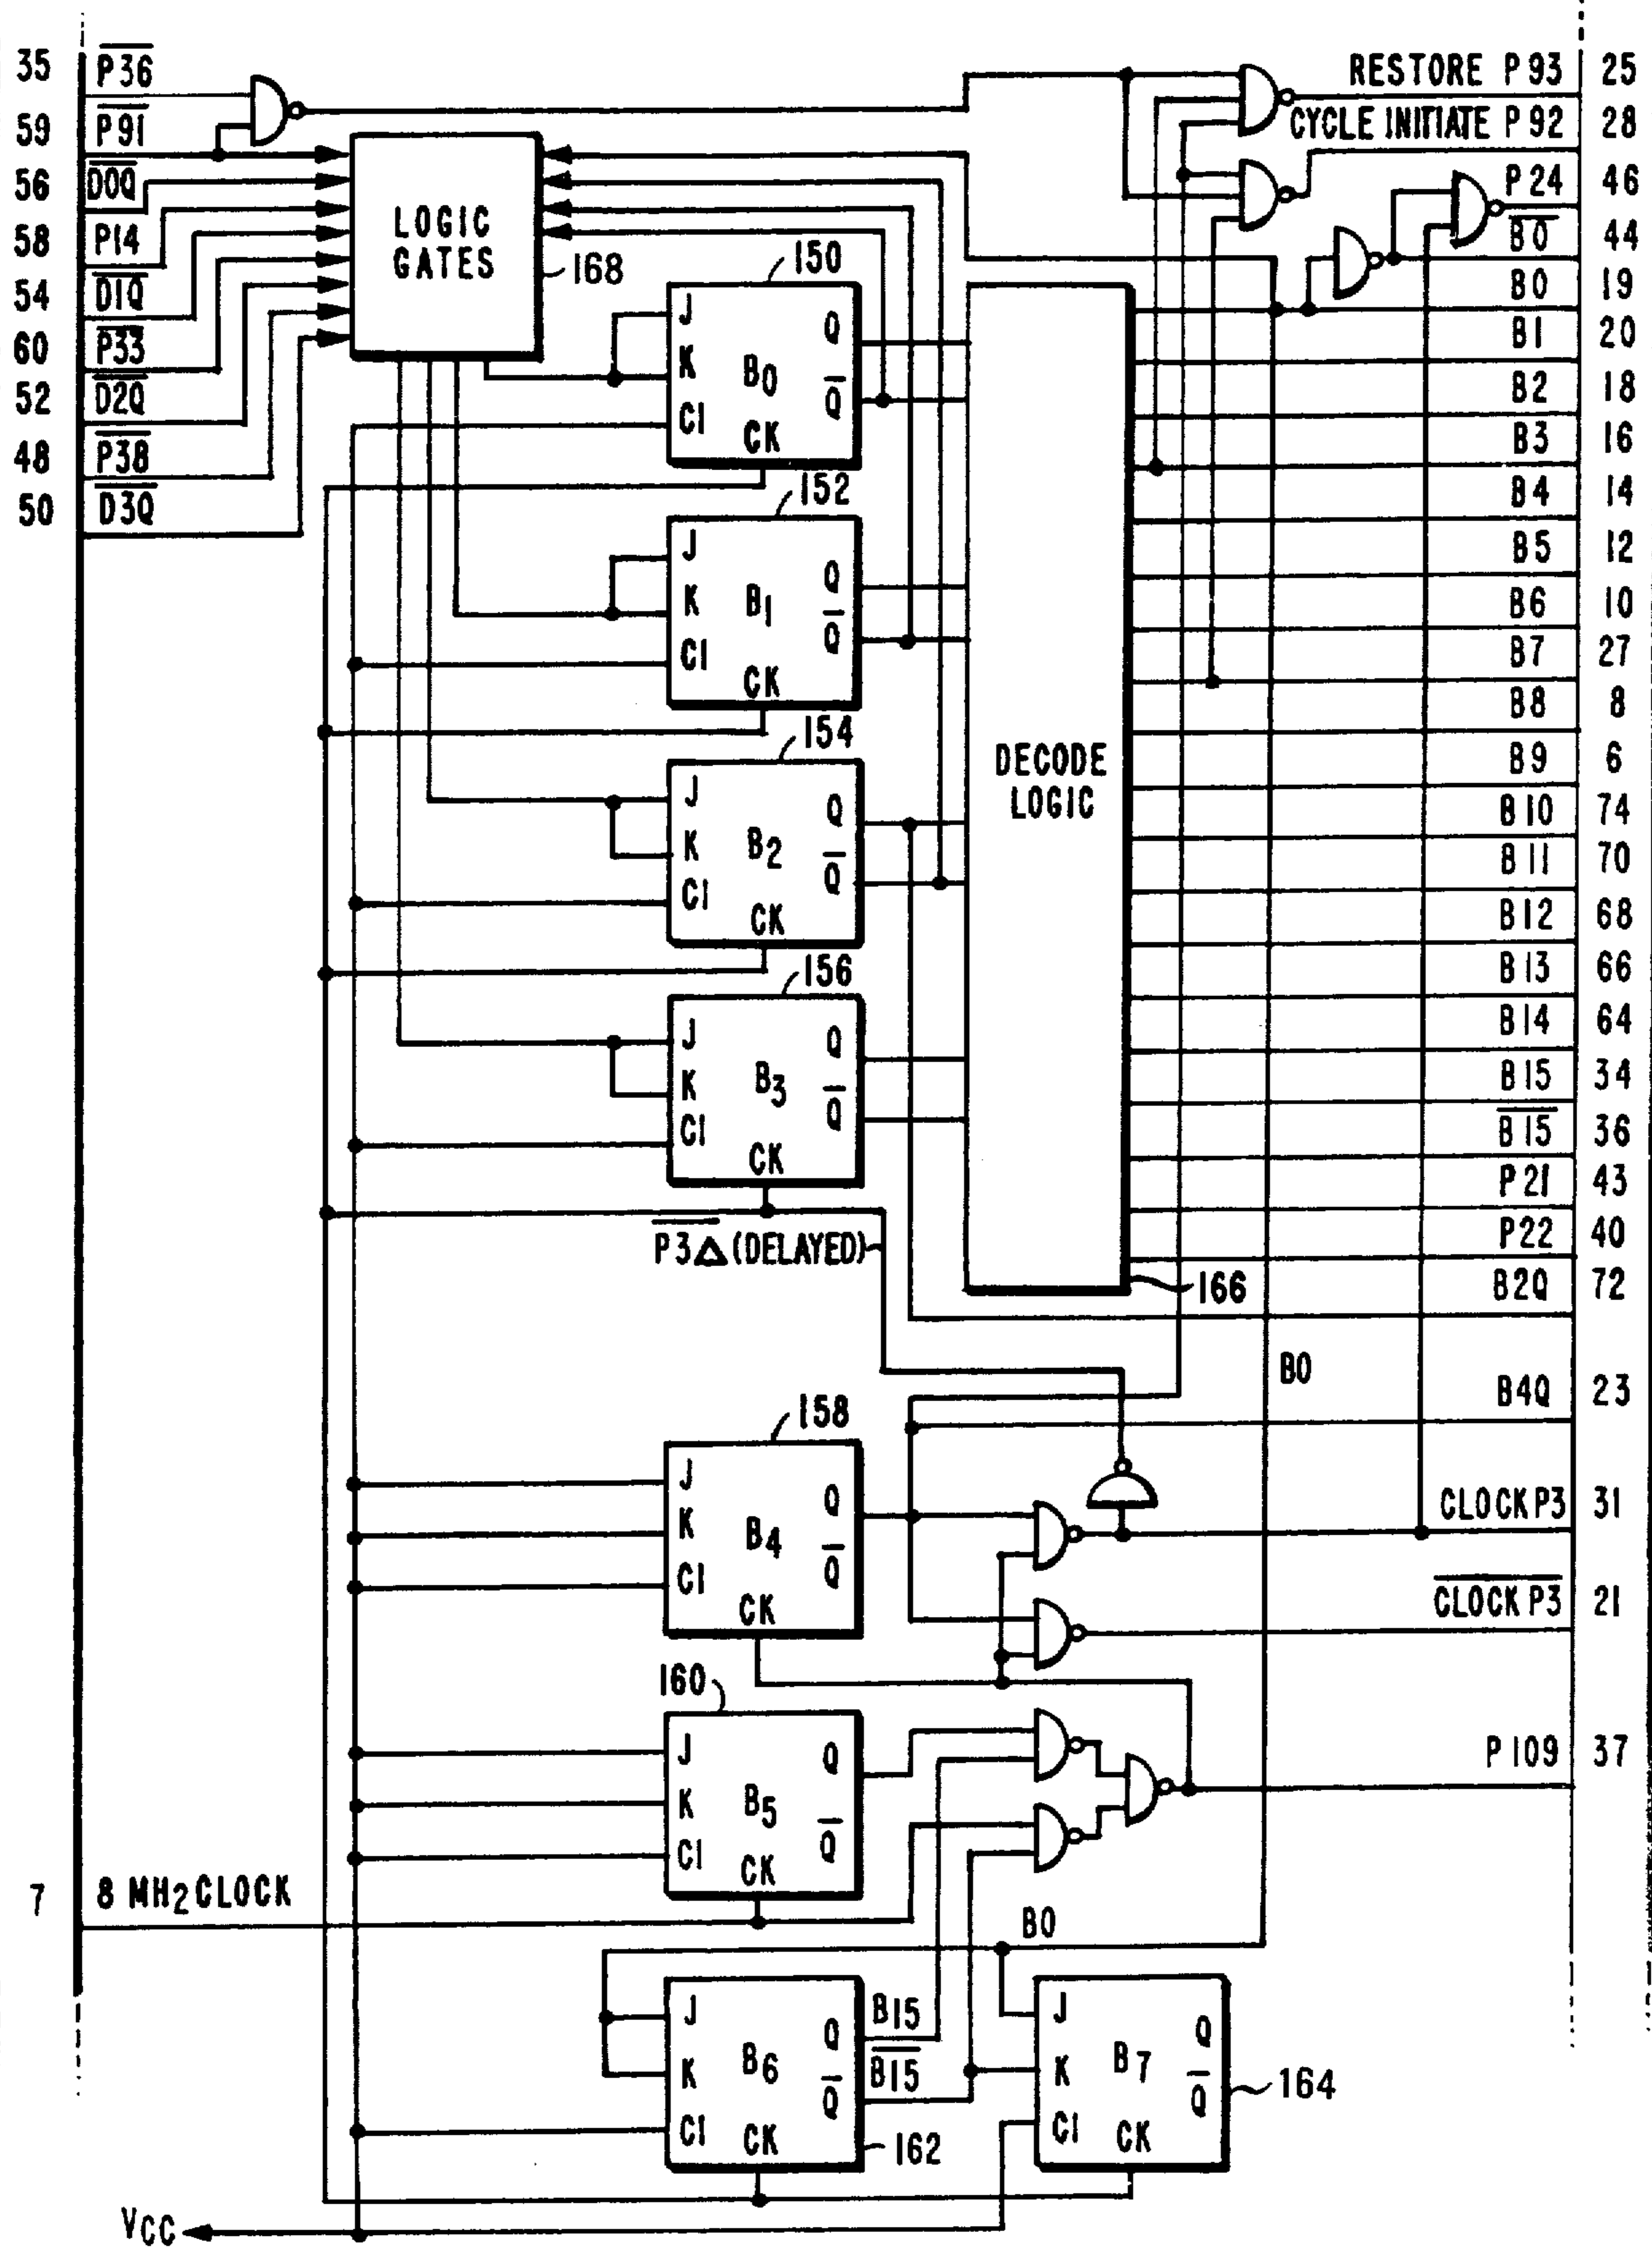 35 P36 RESTORE P93 25
59 P91 CYCLE INITIATE P92 28
56 D0Q P24 46
58 P14 B0 44
54 D1Q B0 19
60 P33 B1 20
52 D2Q B2 18
48 P38 B3 16
50 D3Q B4 14
B5 12
B6 10
B7 27
B8 8
B9 6
B10 74
B11 70
B12 68
B13 66
B14 64
B15 34
B15 36
P21 43
P22 40
B2Q 72
B4Q 23
CLOCK P3 31
CLOCK P3 21
P109 37
LOGIC
GATES
168
150
J Q
K B0 Q
CI CK
152
J Q
K B1 Q
CI CK
154
J Q
K B2 Q
CI CK
156
J Q
K B3 Q
CI CK
P3Δ (DELAYED)
DECODE
LOGIC
166
B0
158
J Q
K B4 Q
CI CK
160
J Q
K B5 Q
CI CK
7 8 MH2 CLOCK
B0
J Q B15
K B6 Q B15
CI CK
162
J Q
K B7 Q
CI CK
164
VCC